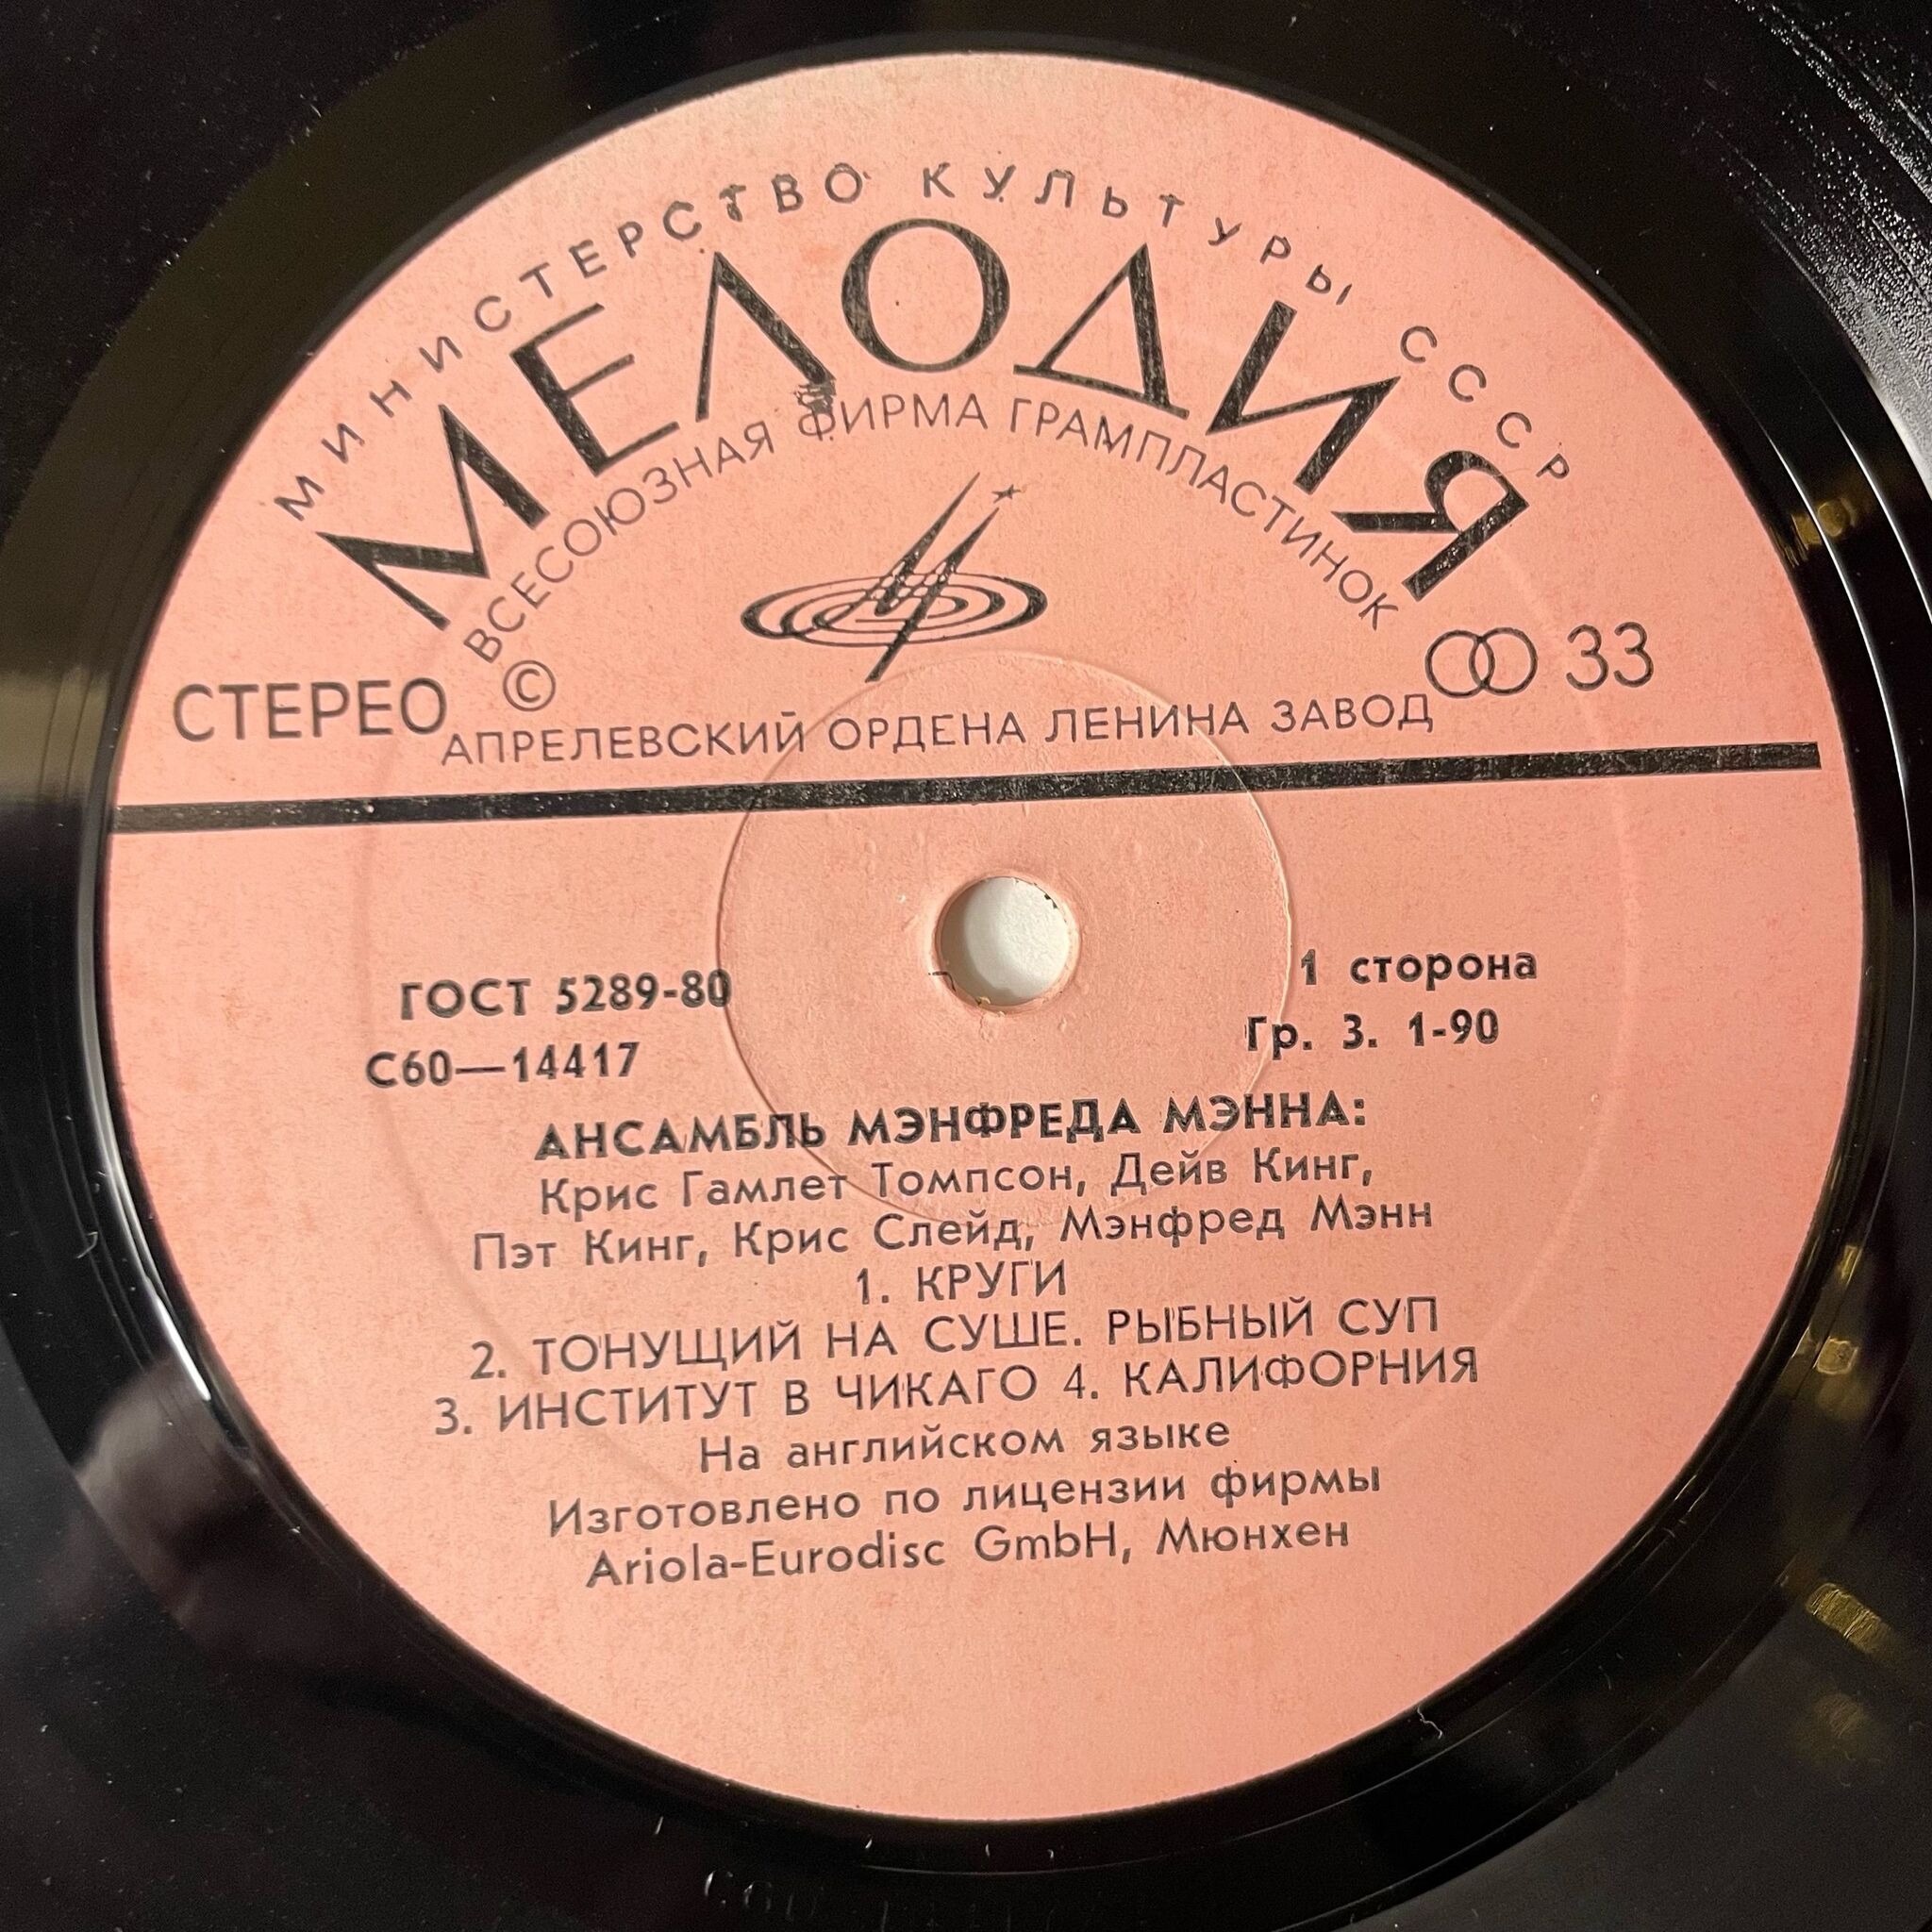 МИНИСТЕРСТВО КУЛЬТУРЫ СССР
МЕЛОДИЯ
ВСЕСОЮЗНАЯ ФИРМА ГРАМПЛАСТИНОК
СТЕРЕО © 33
АПРЕЛЕВСКИЙ ОРДЕНА ЛЕНИНА ЗАВОД
ГОСТ 5289-80 1 сторона
С60—14417 Гр. 3. 1-90
АНСАМБЛЬ МЭНФРЕДА МЭННА:
Крис Гамлет Томпсон, Дейв Кинг,
Пэт Кинг, Крис Слейд, Мэнфред Мэнн
1. КРУГИ
2. ТОНУЩИЙ НА СУШЕ. РЫБНЫЙ СУП
3. ИНСТИТУТ В ЧИКАГО 4. КАЛИФОРНИЯ
На английском языке
Изготовлено по лицензии фирмы
Ariola-Eurodisc GmbH, Мюнхен